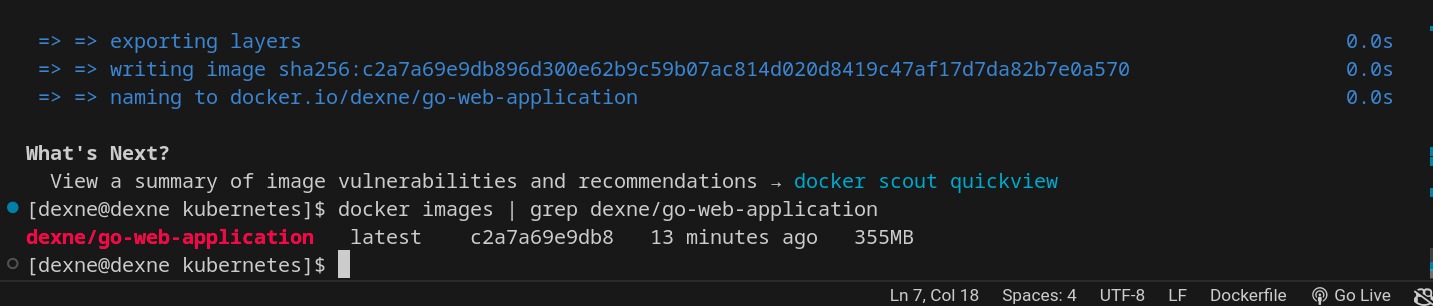 => => exporting layers 0.0s
=> => writing image sha256:c2a7a69e9db896d300e62b9c59b07ac814d020d8419c47af17d7da82b7e0a570 0.0s
=> => naming to docker.io/dexne/go-web-application 0.0s
What's Next?
View a summary of image vulnerabilities and recommendations → docker scout quickview
[dexne@dexne kubernetes]$ docker images | grep dexne/go-web-application
dexne/go-web-application latest c2a7a69e9db8 13 minutes ago 355MB
[dexne@dexne kubernetes]$
Ln 7, Col 18 Spaces: 4 UTF-8 LF Dockerfile Go Live